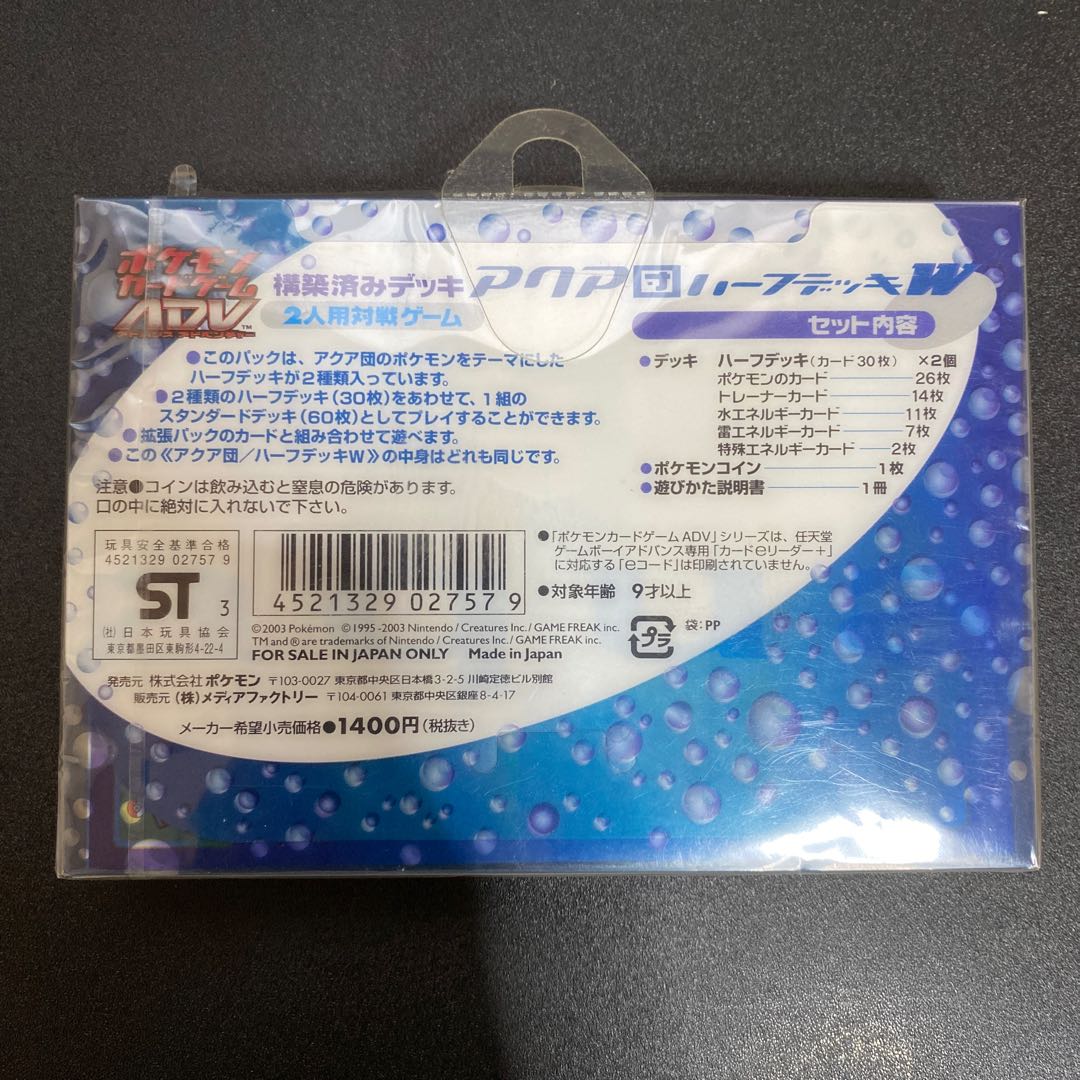 ポケモン
カードゲーム
ADV™
アドバンス アドベンチャー
構築済みデッキ アクア団 ハーフデッキW
2人用対戦ゲーム
●このパックは、アクア団のポケモンをテーマにした
ハーフデッキが2種類入っています。
●2種類のハーフデッキ(30枚)をあわせて、1組の
スタンダードデッキ(60枚)としてプレイすることができます。
●拡張パックのカードと組み合わせて遊べます。
●この《アクア団/ハーフデッキW》の中身はどれも同じです。
注意●コインは飲み込むと窒息の危険があります。
口の中に絶対に入れないで下さい。
セット内容
●デッキ ハーフデッキ(カード30枚) ×2個
ポケモンのカード 26枚
トレーナーカード 14枚
水エネルギーカード 11枚
雷エネルギーカード 7枚
特殊エネルギーカード 2枚
●ポケモンコイン 1枚
●遊びかた説明書 1冊
玩具安全基準合格
4521329 02757 9
ST 3
(社)日本玩具協会
東京都墨田区東駒形4-22-4
4521329 027579
●「ポケモンカードゲームADV」シリーズは、任天堂
ゲームボーイアドバンス専用「カードeリーダー+」
に対応する「eコード」は印刷されていません。
●対象年齢 9才以上
©2003 Pokémon ©1995-2003 Nintendo / Creatures Inc. / GAME FREAK inc.
TM and ® are trademarks of Nintendo / Creatures Inc. / GAME FREAK inc.
FOR SALE IN JAPAN ONLY Made in Japan
プラ 袋:PP
発売元 株式会社 ポケモン 〒103-0027 東京都中央区日本橋3-2-5 川崎定徳ビル別館
販売元 (株)メディアファクトリー 〒104-0061 東京都中央区銀座8-4-17
メーカー希望小売価格●1400円(税抜き)